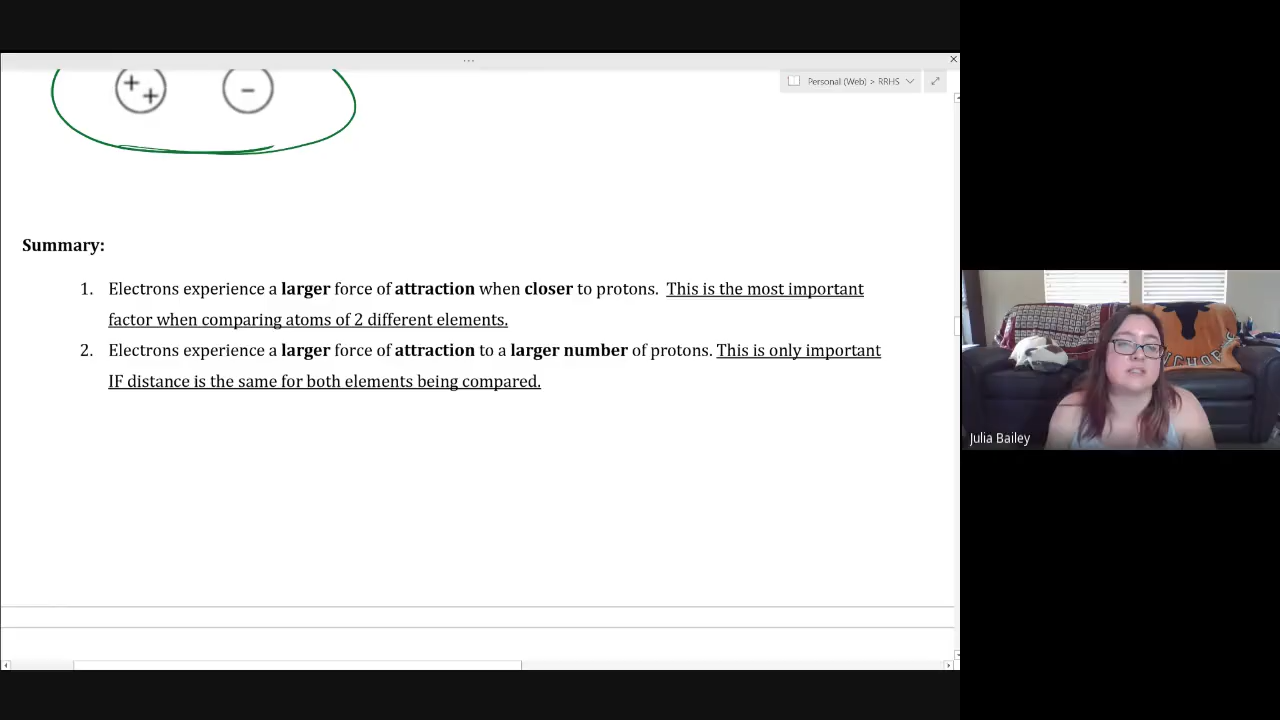 Personal (Web) > RRHS
+
+
−
Summary:
1. Electrons experience a larger force of attraction when closer to protons. This is the most important
factor when comparing atoms of 2 different elements.
2. Electrons experience a larger force of attraction to a larger number of protons. This is only important
IF distance is the same for both elements being compared.
Julia Bailey